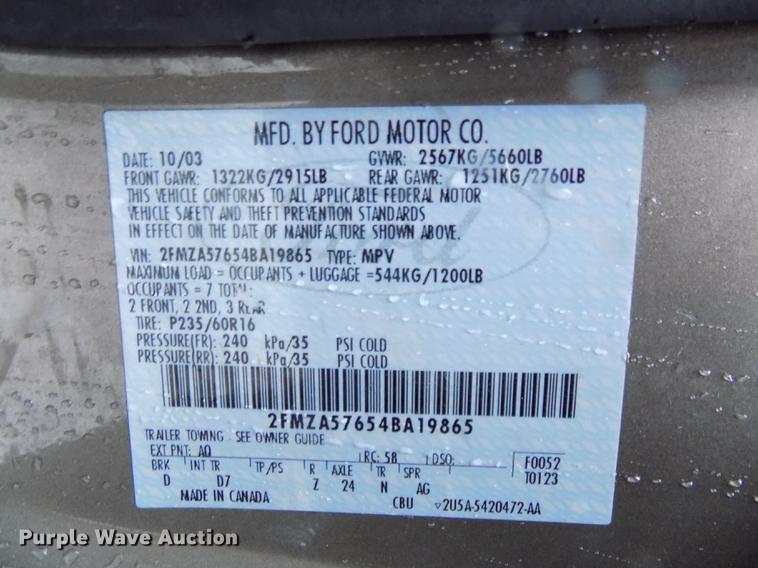 MFD. BY FORD MOTOR CO.
DATE: 10/03 GVWR: 2567KG/5660LB
FRONT GAWR: 1322KG/2915LB REAR GAWR: 1251KG/2760LB
THIS VEHICLE CONFORMS TO ALL APPLICABLE FEDERAL MOTOR
VEHICLE SAFETY AND THEFT PREVENTION STANDARDS
IN EFFECT ON THE DATE OF MANUFACTURE SHOWN ABOVE.
VIN: 2FMZA57654BA19865 TYPE: MPV
MAXIMUM LOAD = OCCUPANTS + LUGGAGE =544KG/1200LB
OCCUPANTS = 7 TOTAL:
2 FRONT, 2 2ND, 3 REAR
TIRE: P235/60R16
PRESSURE(FR): 240 kPa/35 PSI COLD
PRESSURE(RR): 240 kPa/35 PSI COLD
2FMZA57654BA19865
TRAILER TOWING SEE OWNER GUIDE
EXT PNT: AQ RC: 58 DSO: F0052
BRK INT TR TP/PS R AXLE TR SPR T0123
D D7 Z 24 N AG
MADE IN CANADA CBU ▽2U5A-5420472-AA
Purple Wave Auction